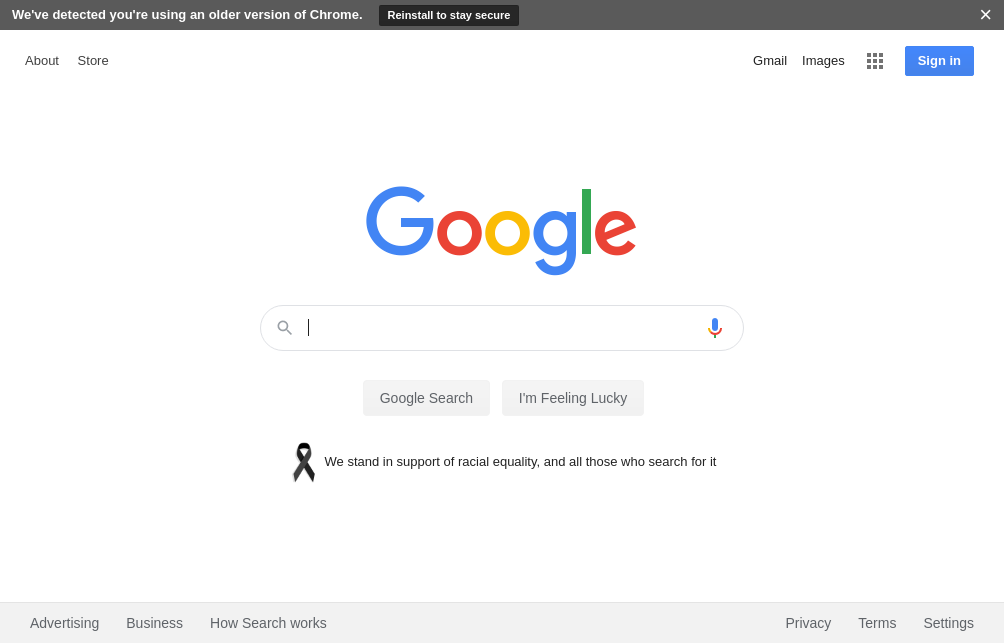 We've detected you're using an older version of Chrome. Reinstall to stay secure
About Store Gmail Images Sign in
Google
Google Search I'm Feeling Lucky
We stand in support of racial equality, and all those who search for it
Advertising Business How Search works Privacy Terms Settings